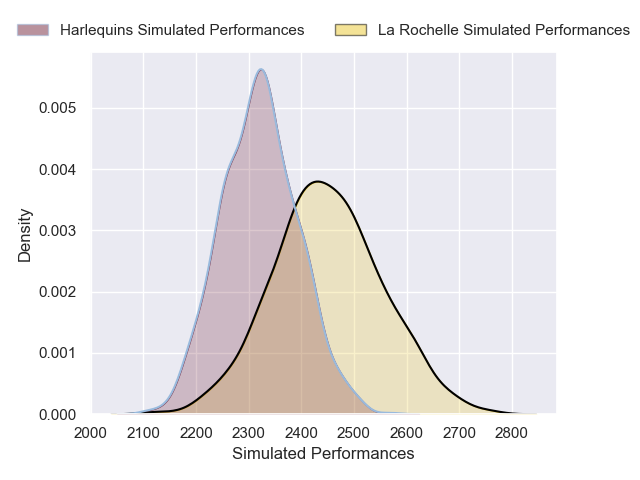 Harlequins Simulated Performances La Rochelle Simulated Performances
0.005
0.004
0.003
0.002
0.001
0.000
Density
2000 2100 2200 2300 2400 2500 2600 2700 2800
Simulated Performances